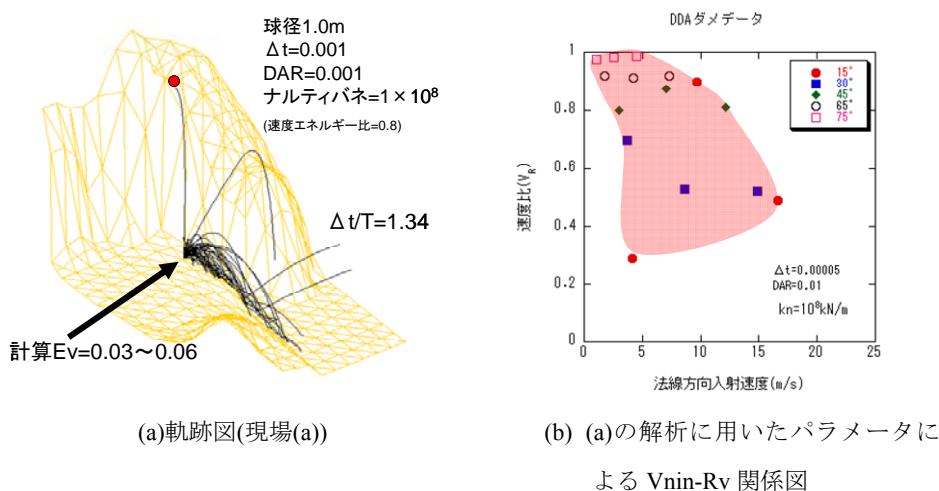 球径1.0m
Δt=0.001
DAR=0.001
ナルティバネ=1×10⁸
(速度エネルギー比=0.8)
Δt/T=1.34
計算Ev=0.03～0.06
(a)軌跡図(現場(a))
DDAダメデータ
1
0.8
0.6
0.4
0.2
0
0
5
10
15
20
25
速度比(V_R)
法線方向入射速度(m/s)
15°
30°
45°
65°
75°
Δt=0.00005
DAR=0.01
kn=10⁸kN/m
(b) (a)の解析に用いたパラメータに
よる Vnin-Rv 関係図